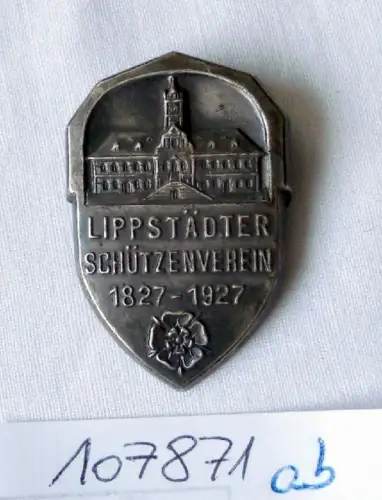 LIPPSTÄDTER
SCHÜTZENVEREIN
1827-1927
107871 ab